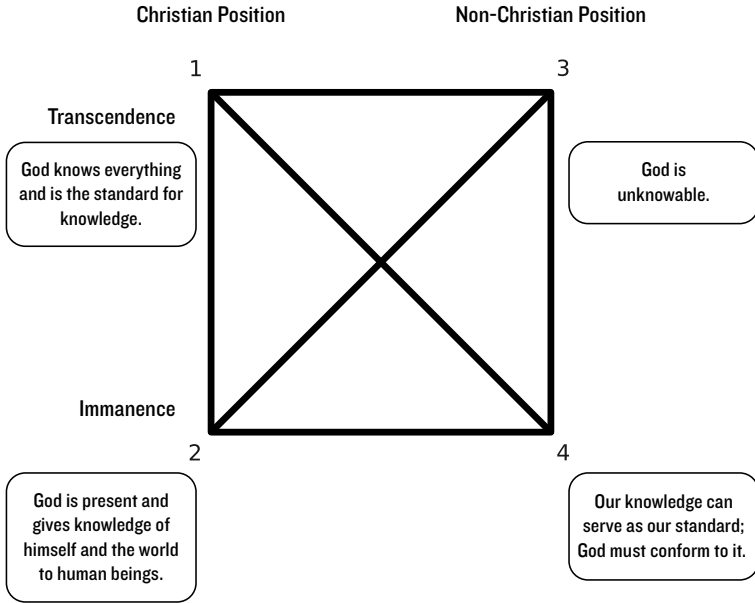 Christian Position
Non-Christian Position
1
3
Transcendence
God knows everything
and is the standard for
knowledge.
God is
unknowable.
Immanence
2
4
God is present and
gives knowledge of
himself and the world
to human beings.
Our knowledge can
serve as our standard;
God must conform to it.